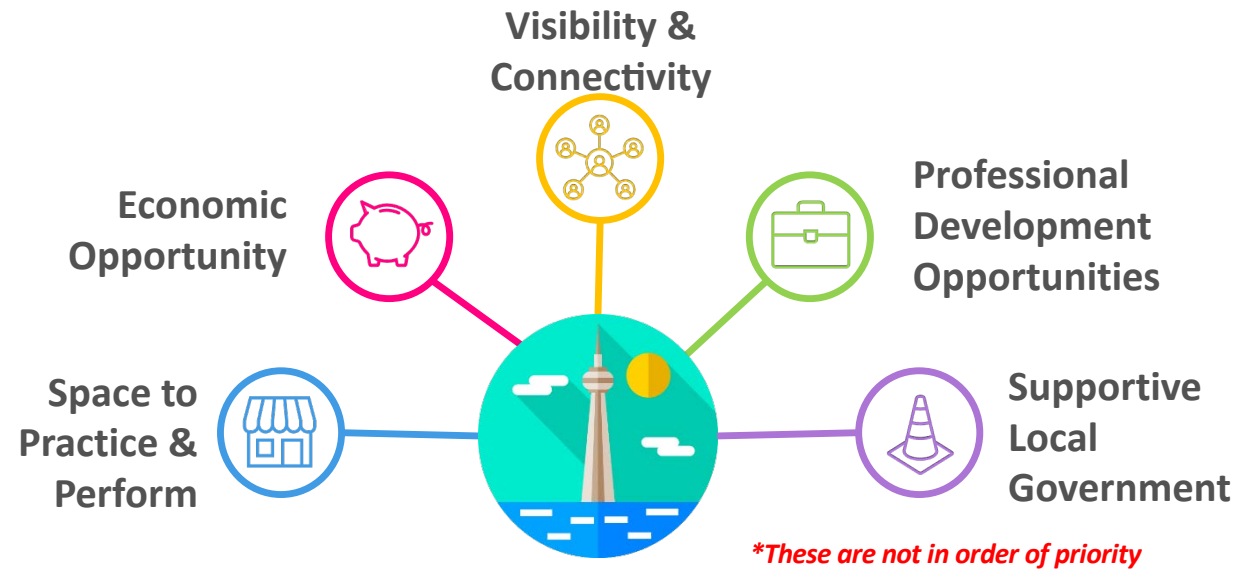 Visibility &
Connectivity
Economic
Opportunity
Professional
Development
Opportunities
Space to
Practice &
Perform
Supportive
Local
Government
*These are not in order of priority